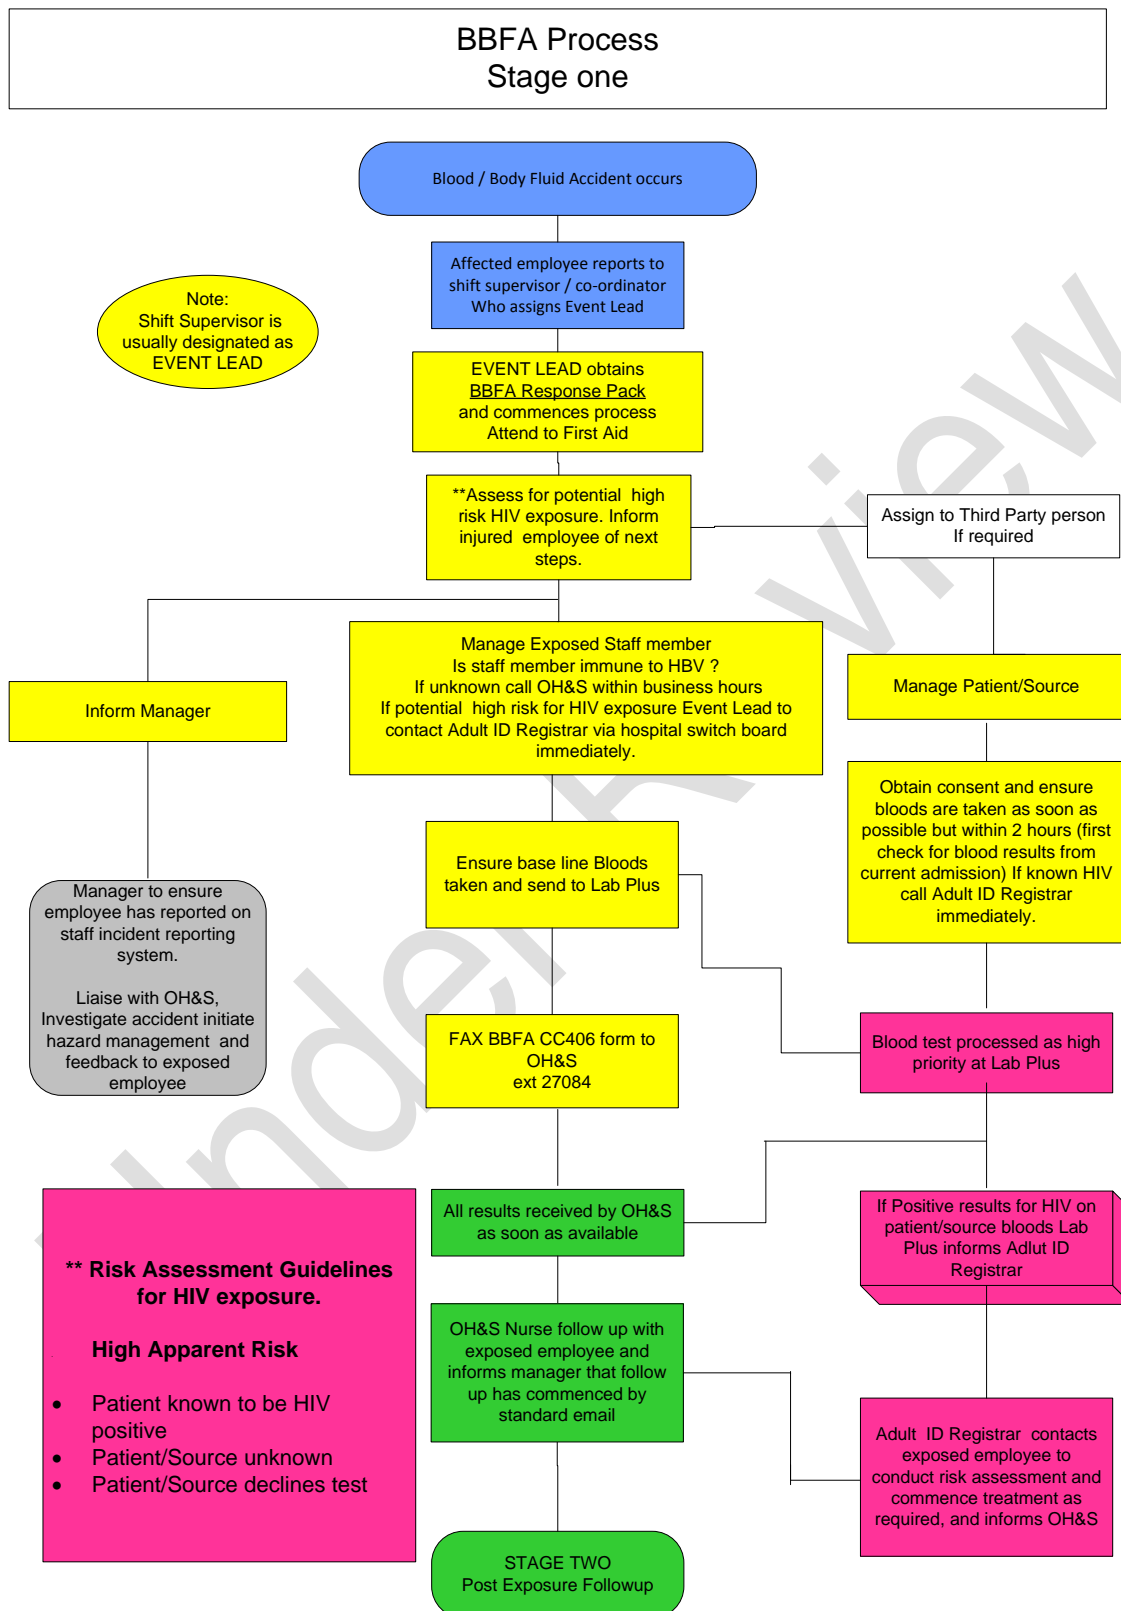 BBFA Process
Stage one
Blood / Body Fluid Accident occurs
Affected employee reports to
shift supervisor / co-ordinator
Who assigns Event Lead
Note:
Shift Supervisor is
usually designated as
EVENT LEAD
EVENT LEAD obtains
BBFA Response Pack
and commences process
Attend to First Aid
**Assess for potential high
risk HIV exposure. Inform
injured employee of next
steps.
Assign to Third Party person
If required
Manage Exposed Staff member
Is staff member immune to HBV ?
If unknown call OH&S within business hours
If potential high risk for HIV exposure Event Lead to
contact Adult ID Registrar via hospital switch board
immediately.
Inform Manager
Manage Patient/Source
Obtain consent and ensure
bloods are taken as soon as
possible but within 2 hours (first
check for blood results from
current admission) If known HIV
call Adult ID Registrar
immediately.
Ensure base line Bloods
taken and send to Lab Plus
Manager to ensure
employee has reported on
staff incident reporting
system.
Liaise with OH&S,
Investigate accident initiate
hazard management and
feedback to exposed
employee
FAX BBFA CC406 form to
OH&S
ext 27084
Blood test processed as high
priority at Lab Plus
All results received by OH&S
as soon as available
If Positive results for HIV on
patient/source bloods Lab
Plus informs Adlut ID
Registrar
** Risk Assessment Guidelines
for HIV exposure.
High Apparent Risk
• Patient known to be HIV
positive
• Patient/Source unknown
• Patient/Source declines test
OH&S Nurse follow up with
exposed employee and
informs manager that follow
up has commenced by
standard email
Adult ID Registrar contacts
exposed employee to
conduct risk assessment and
commence treatment as
required, and informs OH&S
STAGE TWO
Post Exposure Followup
Under Review